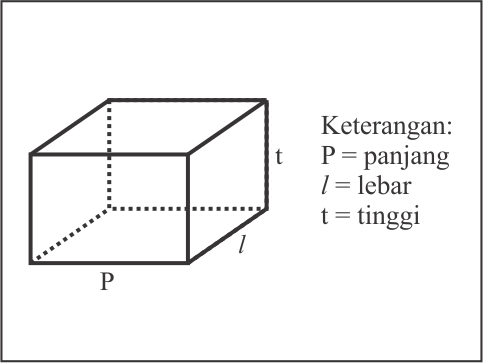 t
Keterangan:
P = panjang
l = lebar
t = tinggi
l
P